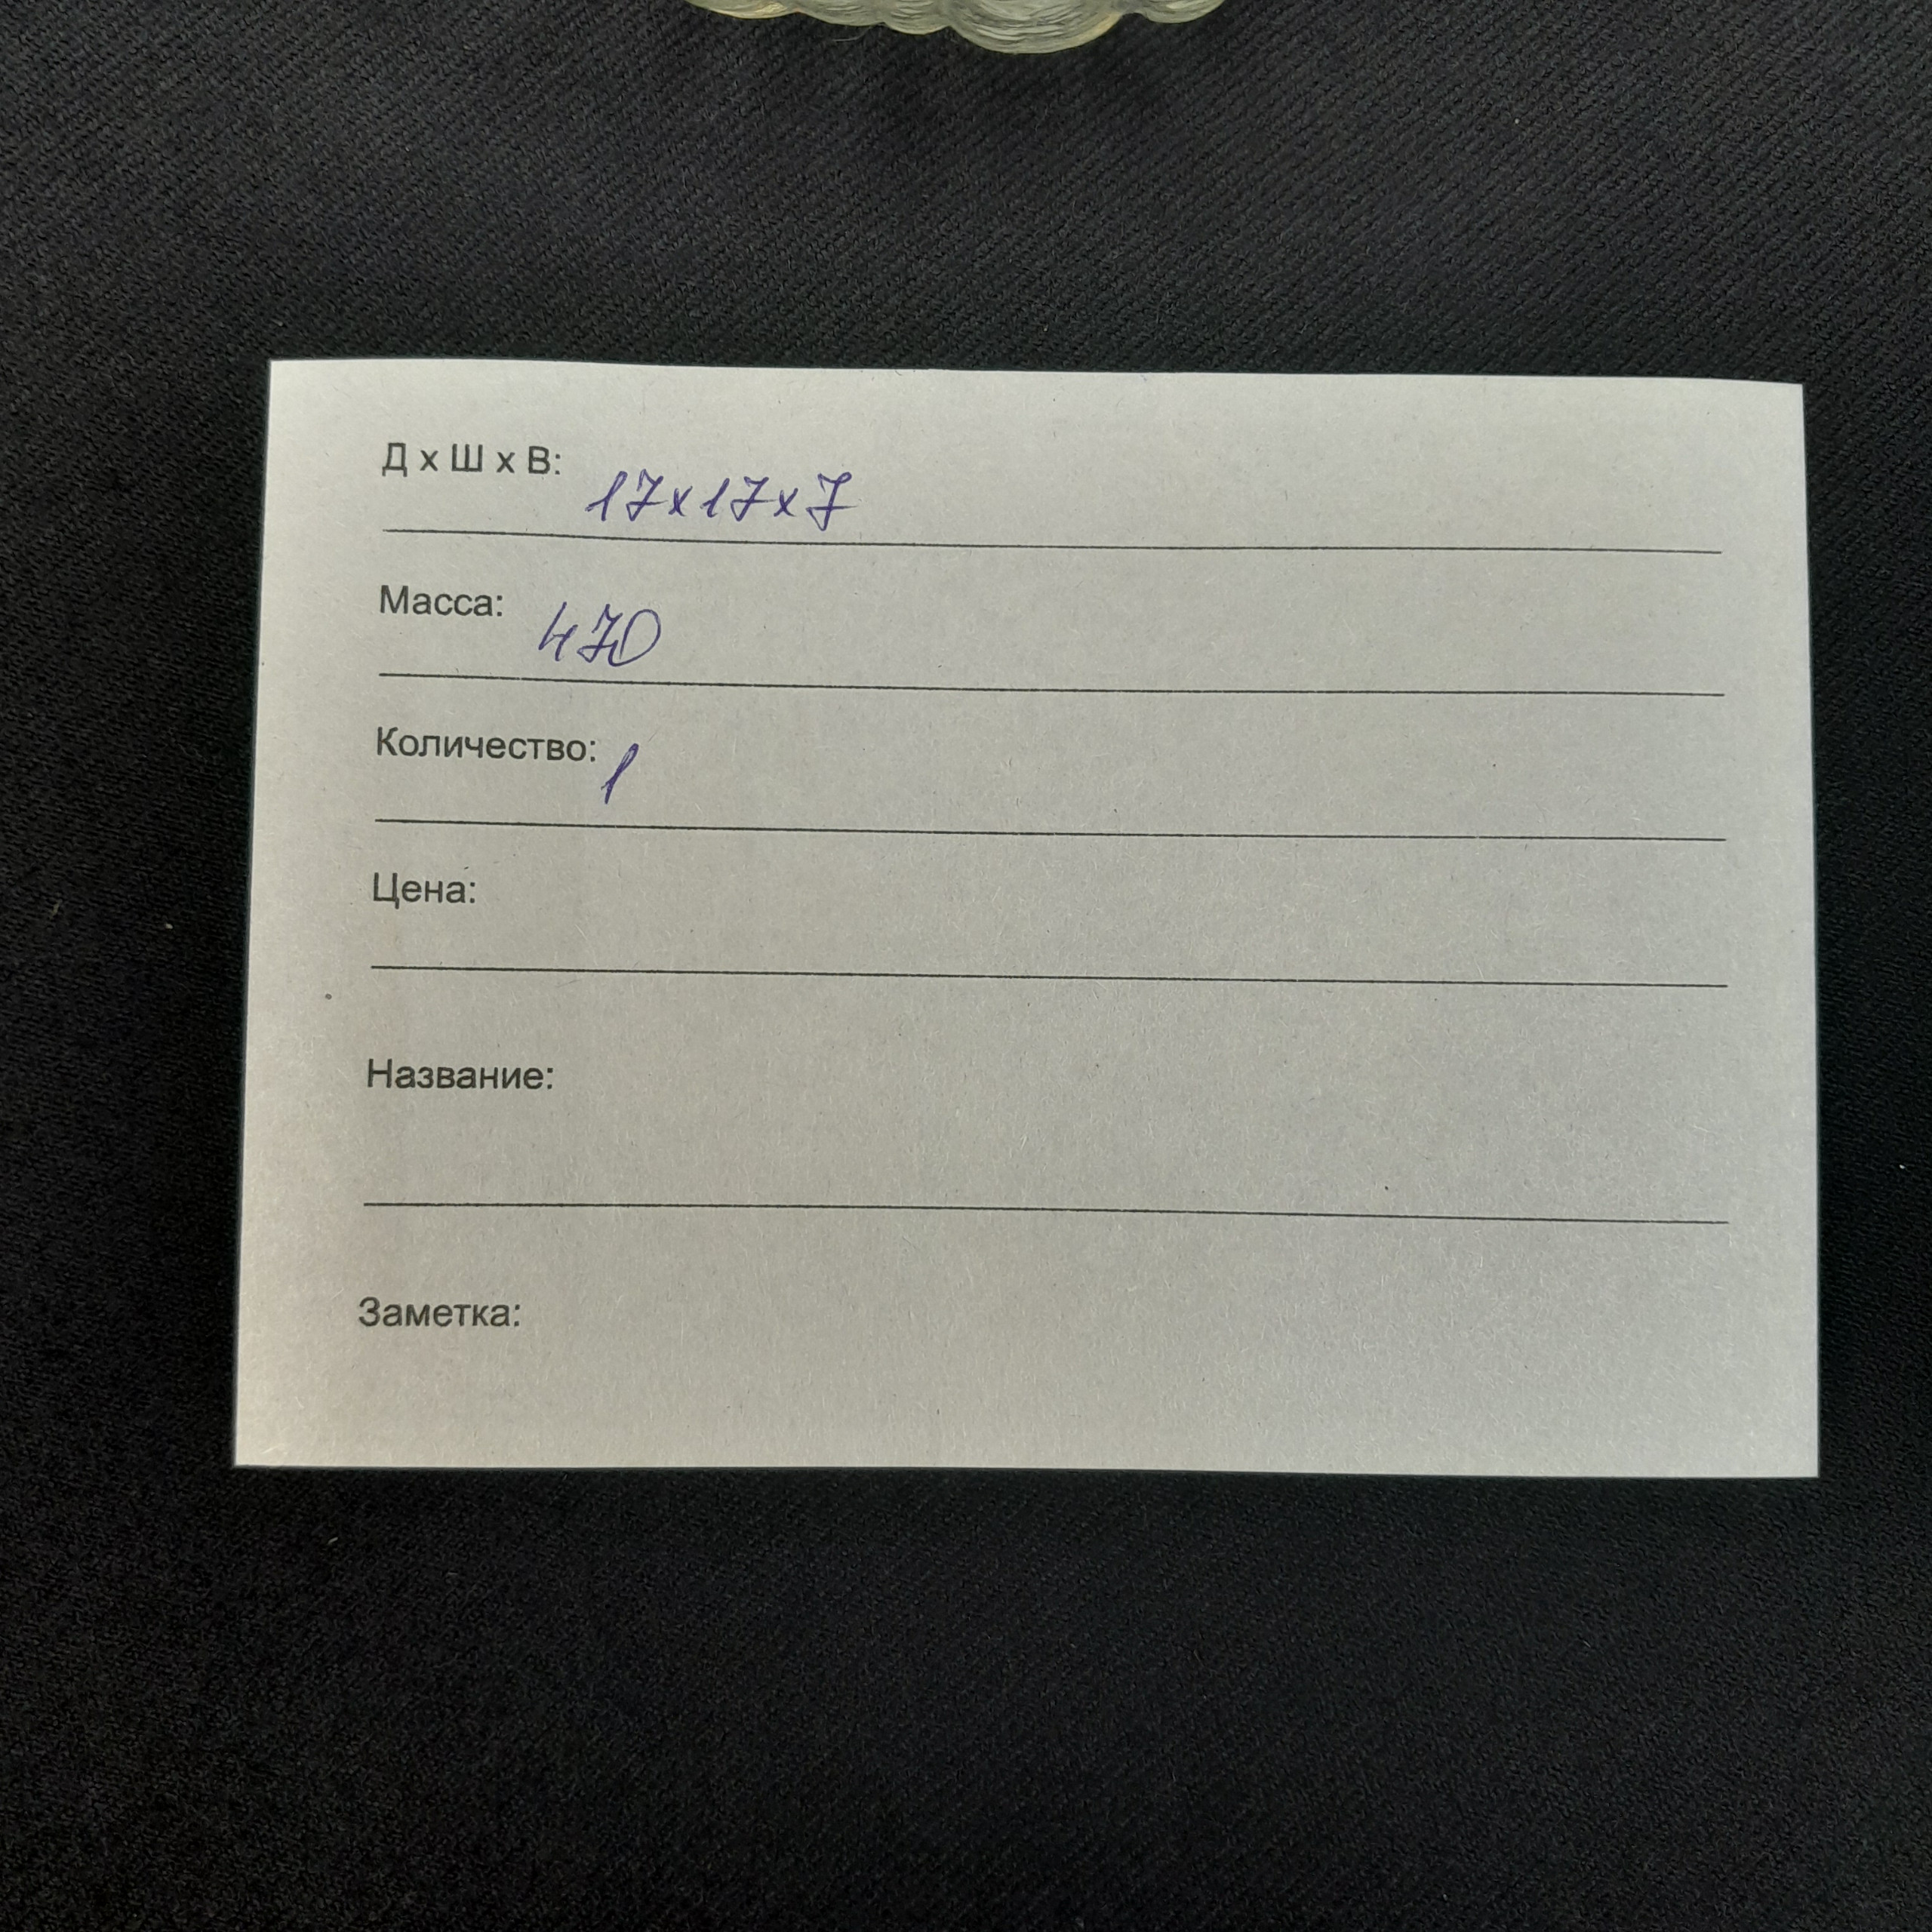 Д х Ш х В: 17х17х7
Масса: 470
Количество: 1
Цена:
Название:
Заметка: